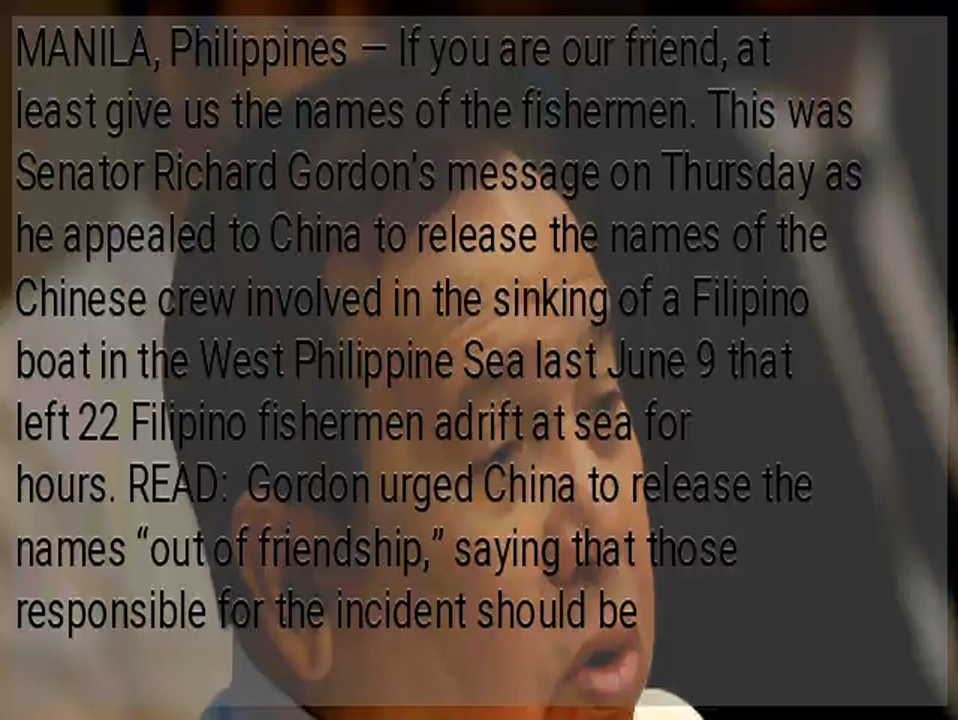 MANILA, Philippines — If you are our friend, at
least give us the names of the fishermen. This was
Senator Richard Gordon's message on Thursday as
he appealed to China to release the names of the
Chinese crew involved in the sinking of a Filipino
boat in the West Philippine Sea last June 9 that
left 22 Filipino fishermen adrift at sea for
hours. READ:  Gordon urged China to release the
names “out of friendship,” saying that those
responsible for the incident should be